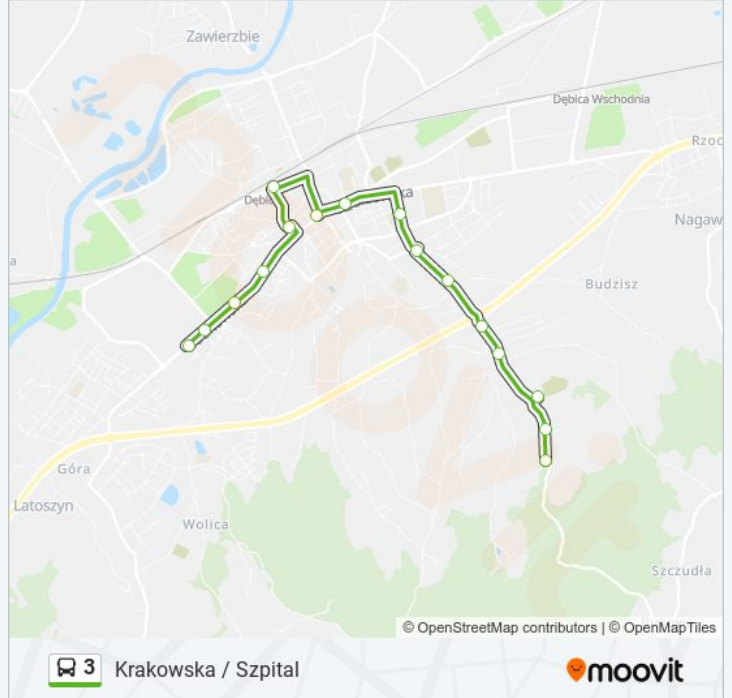 Zawierzbie
Dębica Wschodnia
Rzoc
Nagaw
Budzisz
a
Góra
Latoszyn
Wolica
Szczudła
© OpenStreetMap contributors | © OpenMapTiles
3 Krakowska / Szpital
moovit